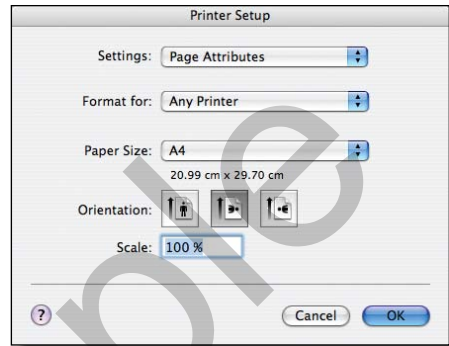 Printer Setup
Settings: Page Attributes
Format for: Any Printer
Paper Size: A4
20.99 cm x 29.70 cm
Orientation:
Scale: 100 %
? Cancel OK
ple